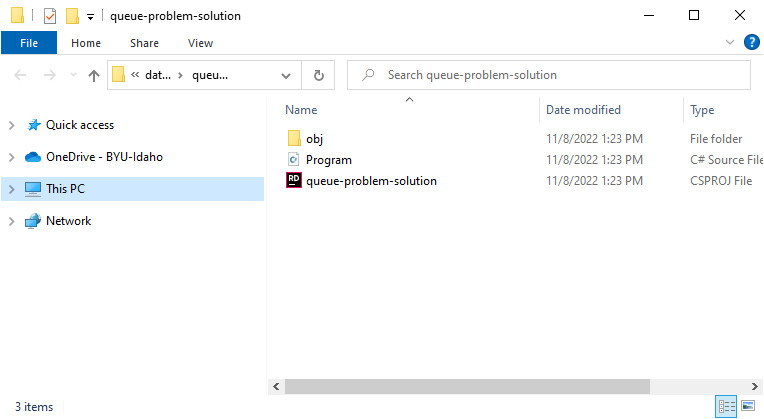 queue-problem-solution
File Home Share View
dat... queu... Search queue-problem-solution
Name Date modified Type
Quick access
obj 11/8/2022 1:23 PM File folder
OneDrive - BYU-Idaho
Program 11/8/2022 1:23 PM C# Source File
RD queue-problem-solution 11/8/2022 1:23 PM CSPROJ File
This PC
Network
3 items